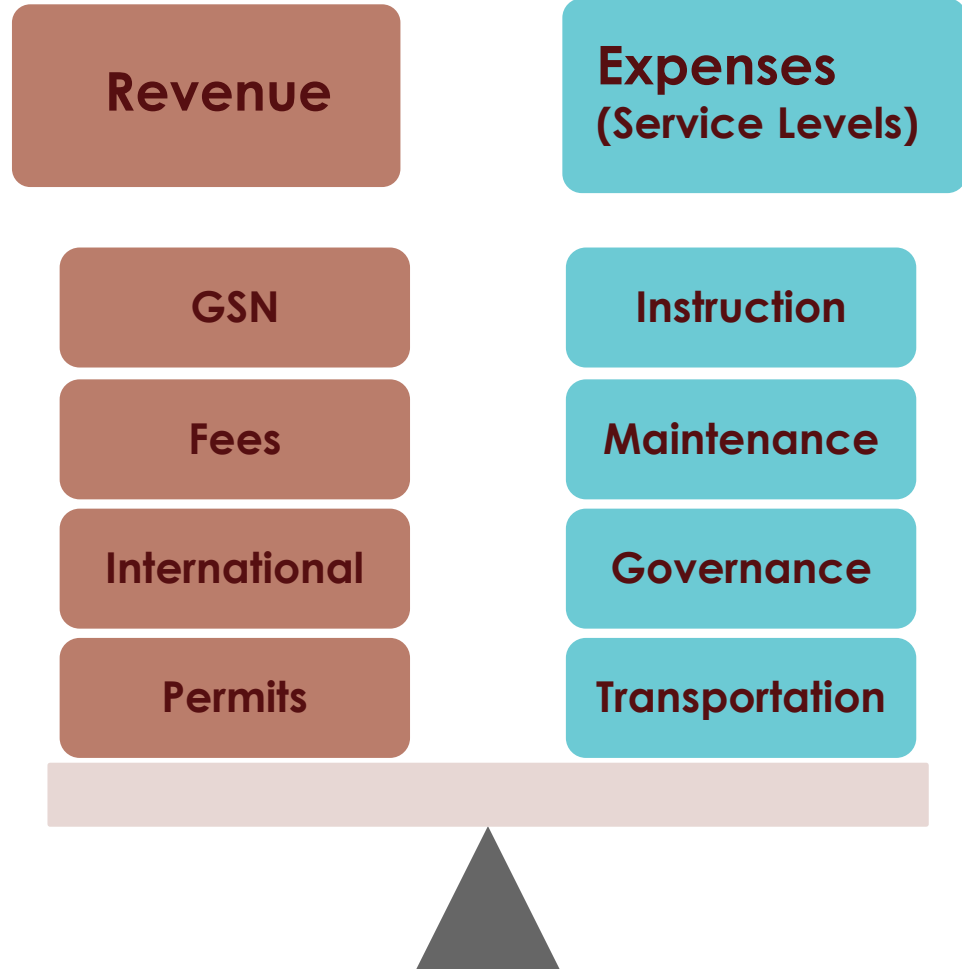 Revenue
Expenses
(Service Levels)
GSN
Instruction
Fees
Maintenance
International
Governance
Permits
Transportation